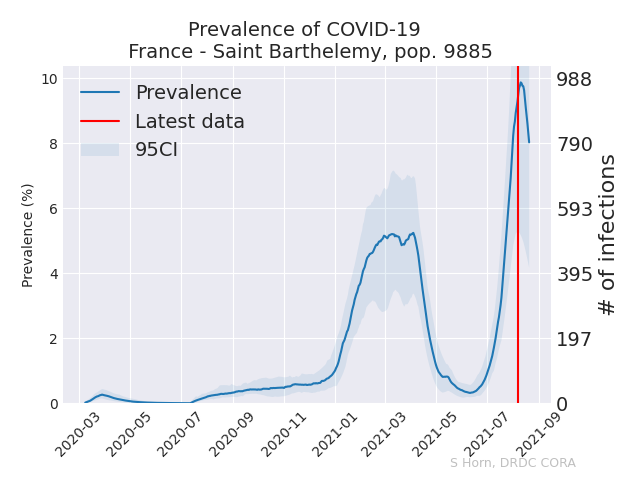 Prevalence of COVID-19
France - Saint Barthelemy, pop. 9885
Prevalence
Latest data
95CI
Prevalence (%)
10
8
6
4
2
0
988
790
593
395
197
0
# of infections
2020-03
2020-05
2020-07
2020-09
2020-11
2021-01
2021-03
2021-05
2021-07
2021-09
S Horn, DRDC CORA